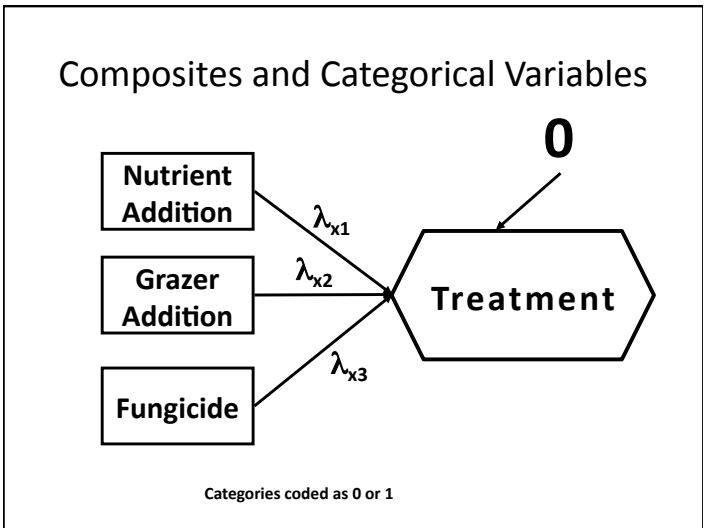 Composites and Categorical Variables
0
Nutrient
Addition
λx1
Grazer
Addition
λx2
Treatment
λx3
Fungicide
Categories coded as 0 or 1